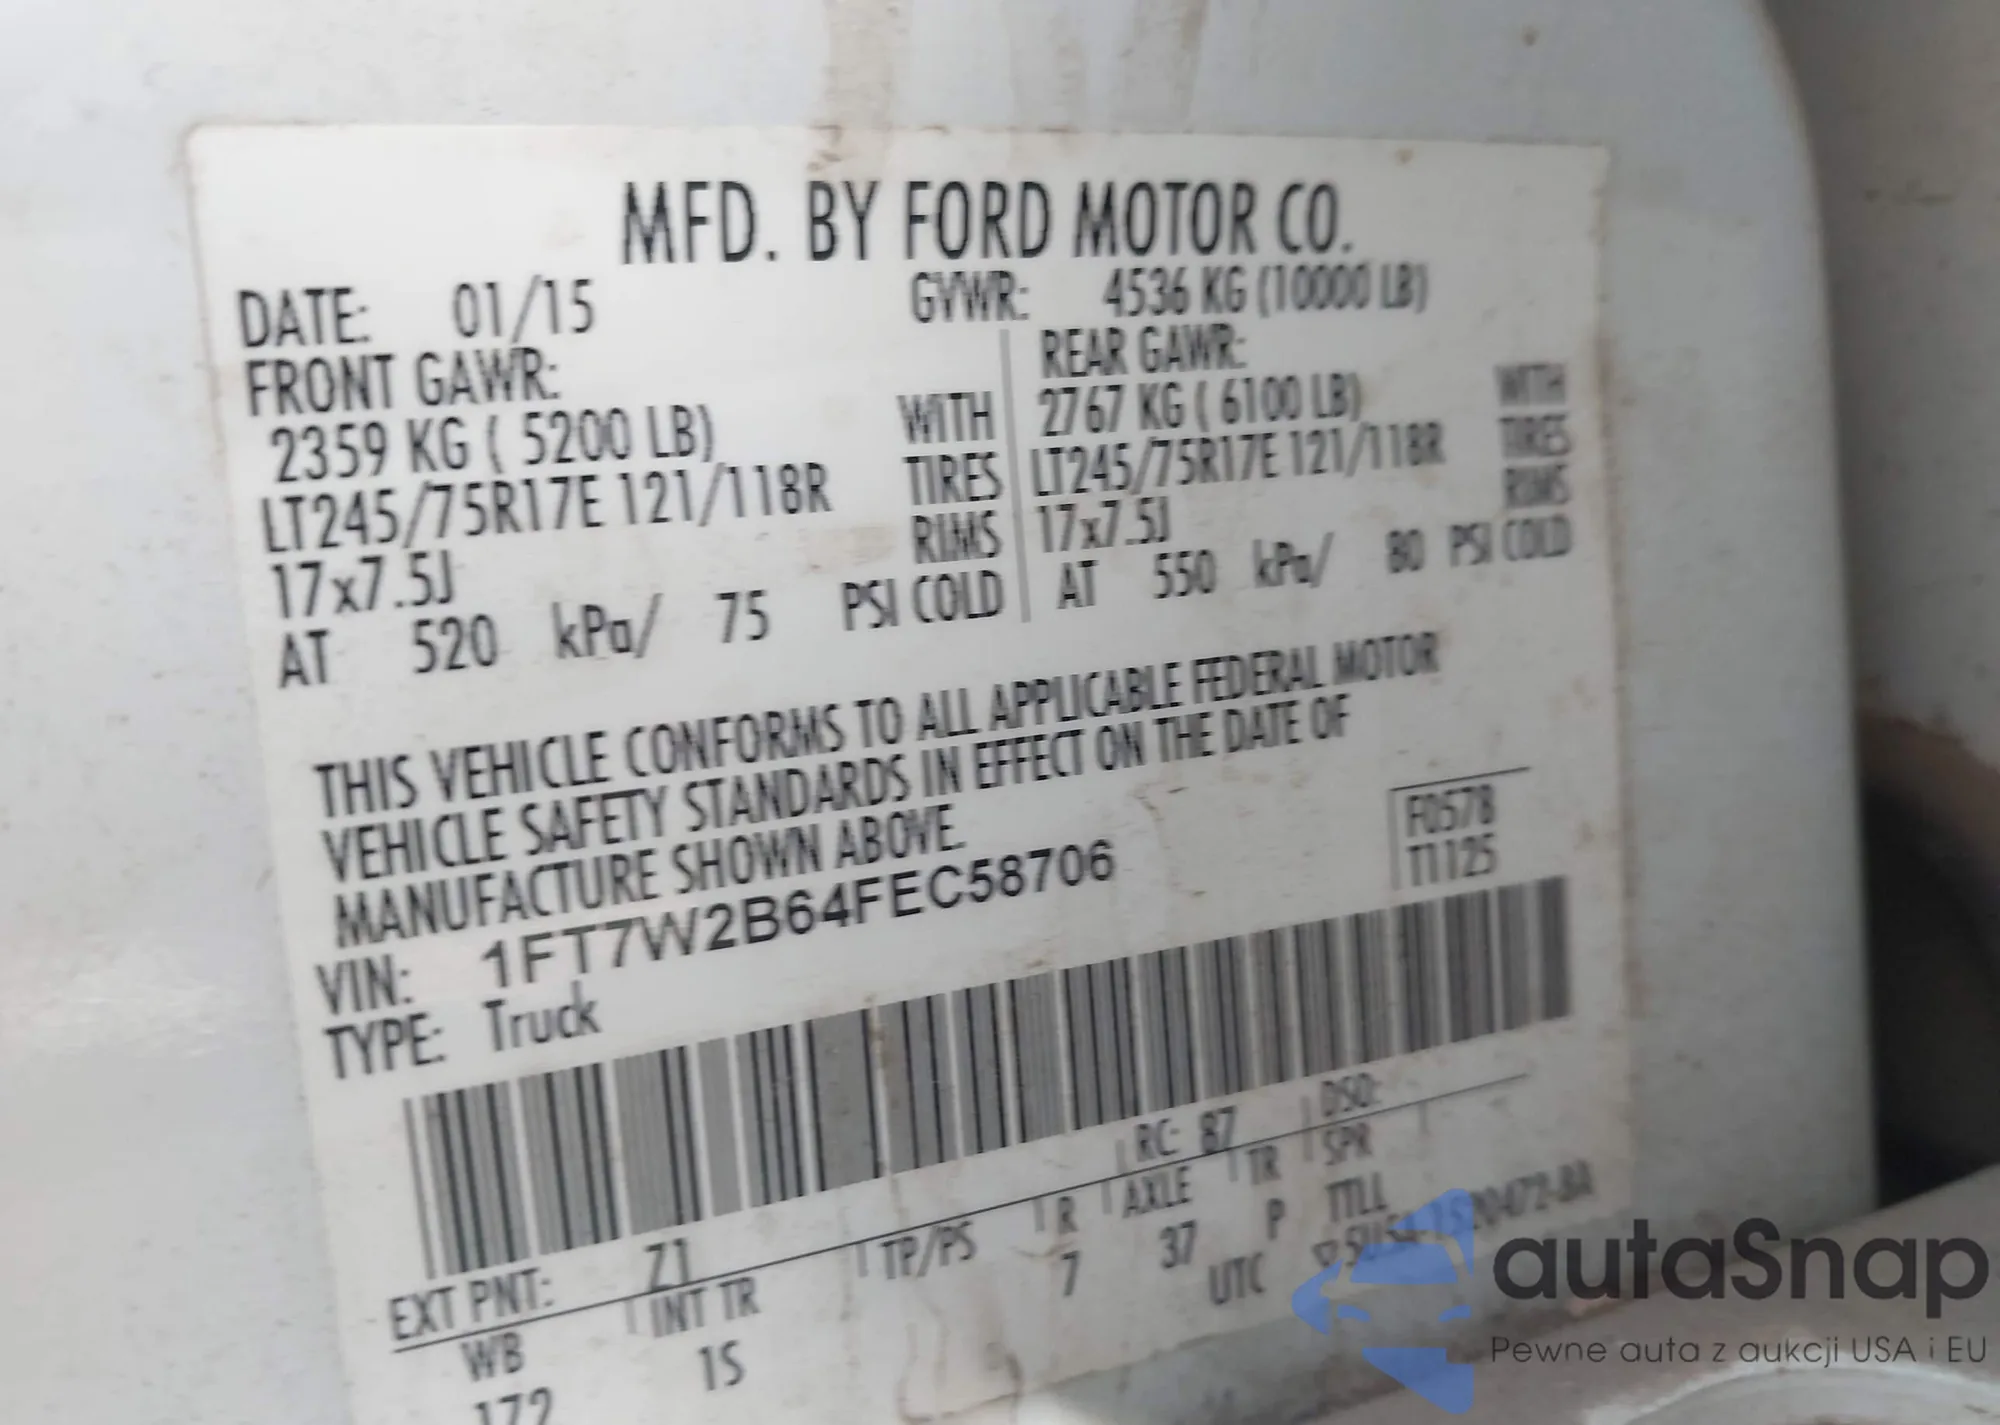 MFD. BY FORD MOTOR CO.
DATE: 01/15 GVWR: 4536 KG (10000 LB)
FRONT GAWR: REAR GAWR:
2359 KG ( 5200 LB) WITH 2767 KG ( 6100 LB) WITH
LT245/75R17E 121/118R TIRES LT245/75R17E 121/118R TIRES
17x7.5J RIMS 17x7.5J RIMS
AT 520 kPa/ 75 PSI COLD AT 550 kPa/ 80 PSI COLD
THIS VEHICLE CONFORMS TO ALL APPLICABLE FEDERAL MOTOR
VEHICLE SAFETY STANDARDS IN EFFECT ON THE DATE OF
MANUFACTURE SHOWN ABOVE.
F0578
T1125
VIN: 1FT7W2B64FEC58706
TYPE: Truck
EXT PNT: Z1 RC: 87 DSO:
WB INT TR TP/PS R AXLE TR SPR
172 1S 7 37 P TTLL
UTC
autaSnap
Pewne auta z aukcji USA i EU